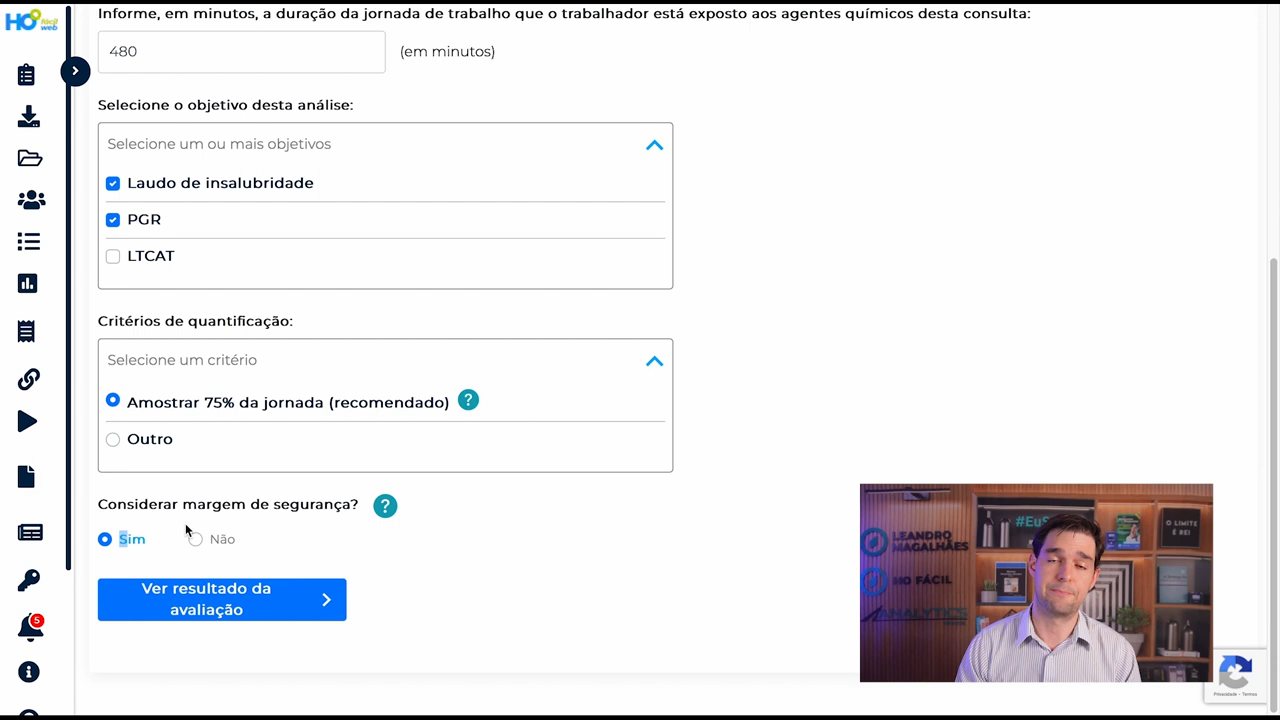 HO fácil web
Informe, em minutos, a duração da jornada de trabalho que o trabalhador está exposto aos agentes químicos desta consulta:
480
(em minutos)
Selecione o objetivo desta análise:
Selecione um ou mais objetivos
Laudo de insalubridade
PGR
LTCAT
Critérios de quantificação:
Selecione um critério
Amostrar 75% da jornada (recomendado) ?
Outro
Considerar margem de segurança? ?
Sim
Não
Ver resultado da
avaliação
5
#EuS
LEANDRO
MAGALHÃES
HO FÁCIL
ANALYTICS
O LIMITE
É REI
Privacidade - Termos